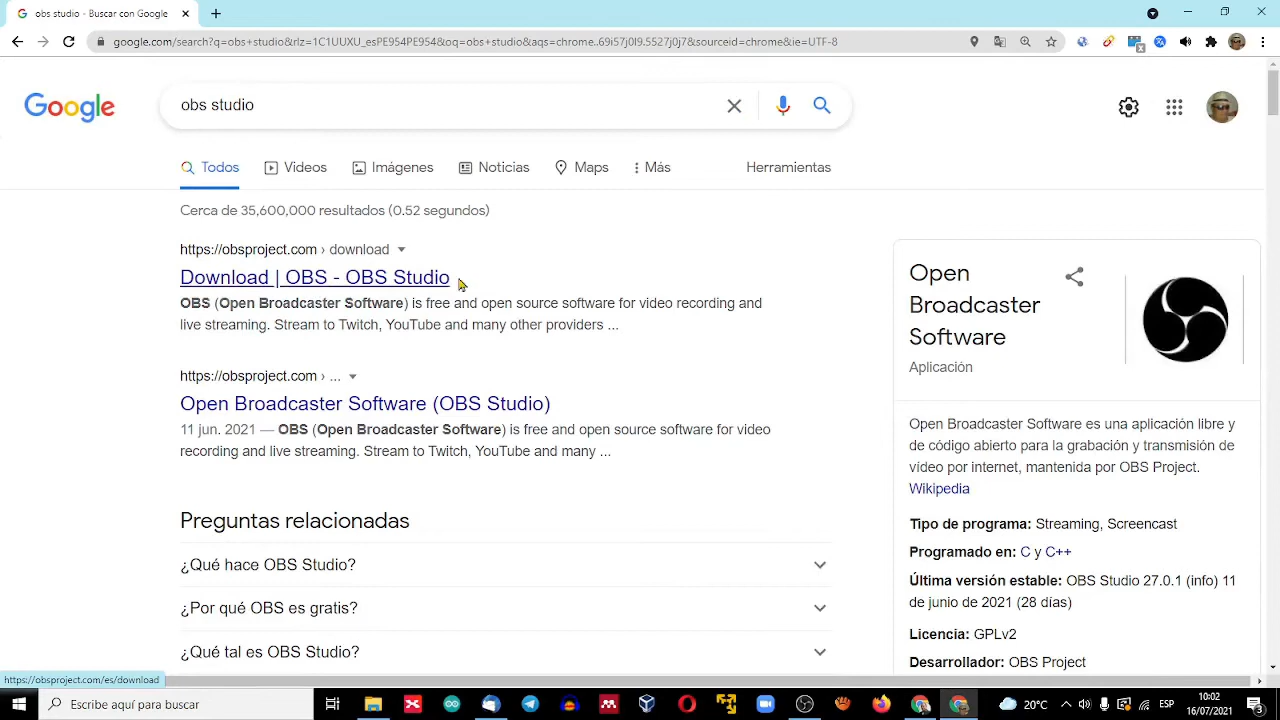 obs studio - Buscar con Google
google.com/search?q=obs+studio&rlz=1C1UUXU_esPE954PE954&oq=obs+studio&aqs=chrome..69i57j0l9.5527j0j7&sourceid=chrome&ie=UTF-8
Google
obs studio
Todos
Videos
Imágenes
Noticias
Maps
Más
Herramientas
Cerca de 35,600,000 resultados (0.52 segundos)
https://obsproject.com › download
Download | OBS - OBS Studio
OBS (Open Broadcaster Software) is free and open source software for video recording and
live streaming. Stream to Twitch, YouTube and many other providers ...
https://obsproject.com › ...
Open Broadcaster Software (OBS Studio)
11 jun. 2021 — OBS (Open Broadcaster Software) is free and open source software for video
recording and live streaming. Stream to Twitch, YouTube and many ...
Preguntas relacionadas
¿Qué hace OBS Studio?
¿Por qué OBS es gratis?
¿Qué tal es OBS Studio?
Open
Broadcaster
Software
Aplicación
Open Broadcaster Software es una aplicación libre y
de código abierto para la grabación y transmisión de
vídeo por internet, mantenida por OBS Project.
Wikipedia
Tipo de programa: Streaming, Screencast
Programado en: C y C++
Última versión estable: OBS Studio 27.0.1 (info) 11
de junio de 2021 (28 días)
Licencia: GPLv2
Desarrollador: OBS Project
https://obsproject.com/es/download
Escribe aquí para buscar
20°C
ESP
10:02
16/07/2021
3